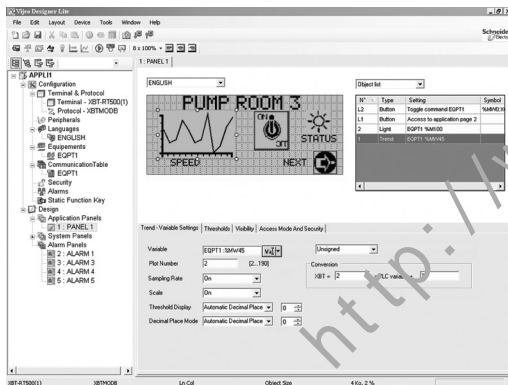 Vijeo Designer Lite
File Edit Layout Device Tools Window Help
Schneide
Electric
8 x 100%
1 : PANEL 1
APPLI1
Configuration
Terminal & Protocol
Terminal - XBT-RT500(1)
Protocol - XBTMODB
Peripherals
Languages
ENGLISH
Equipements
EQPT1
CommunicationTable
EQPT1
Security
Alarms
Static Function Key
Design
Application Panels
1 : PANEL 1
System Panels
Alarm Panels
2 : ALARM 1
3 : ALARM 3
4 : ALARM 4
5 : ALARM 5
ENGLISH
PUMP ROOM 3
ON
OFF
STATUS
SPEED
NEXT
Object list
N° Type Setting Symbol
L2 Button Toggle command EQPT1
L1 Button Access to application page 2
2 Light EQPT1 %M100
1 Trend EQPT1 %MW45
Trend - Variable Settings Thresholds Visibility Access Mode And Security
Variable EQPT1 :%MW45 Unsigned
Plot Number 2 [2..190] Conversion
Sampling Rate On XBT = 2 PLC variable +
Scale On
Threshold Display Automatic Decimal Place 0
Decimal Place Mode Automatic Decimal Place 0
XBT-RT500(1) XBTMODB Ln Col Object Size 4 Ko, 2 %
http://w